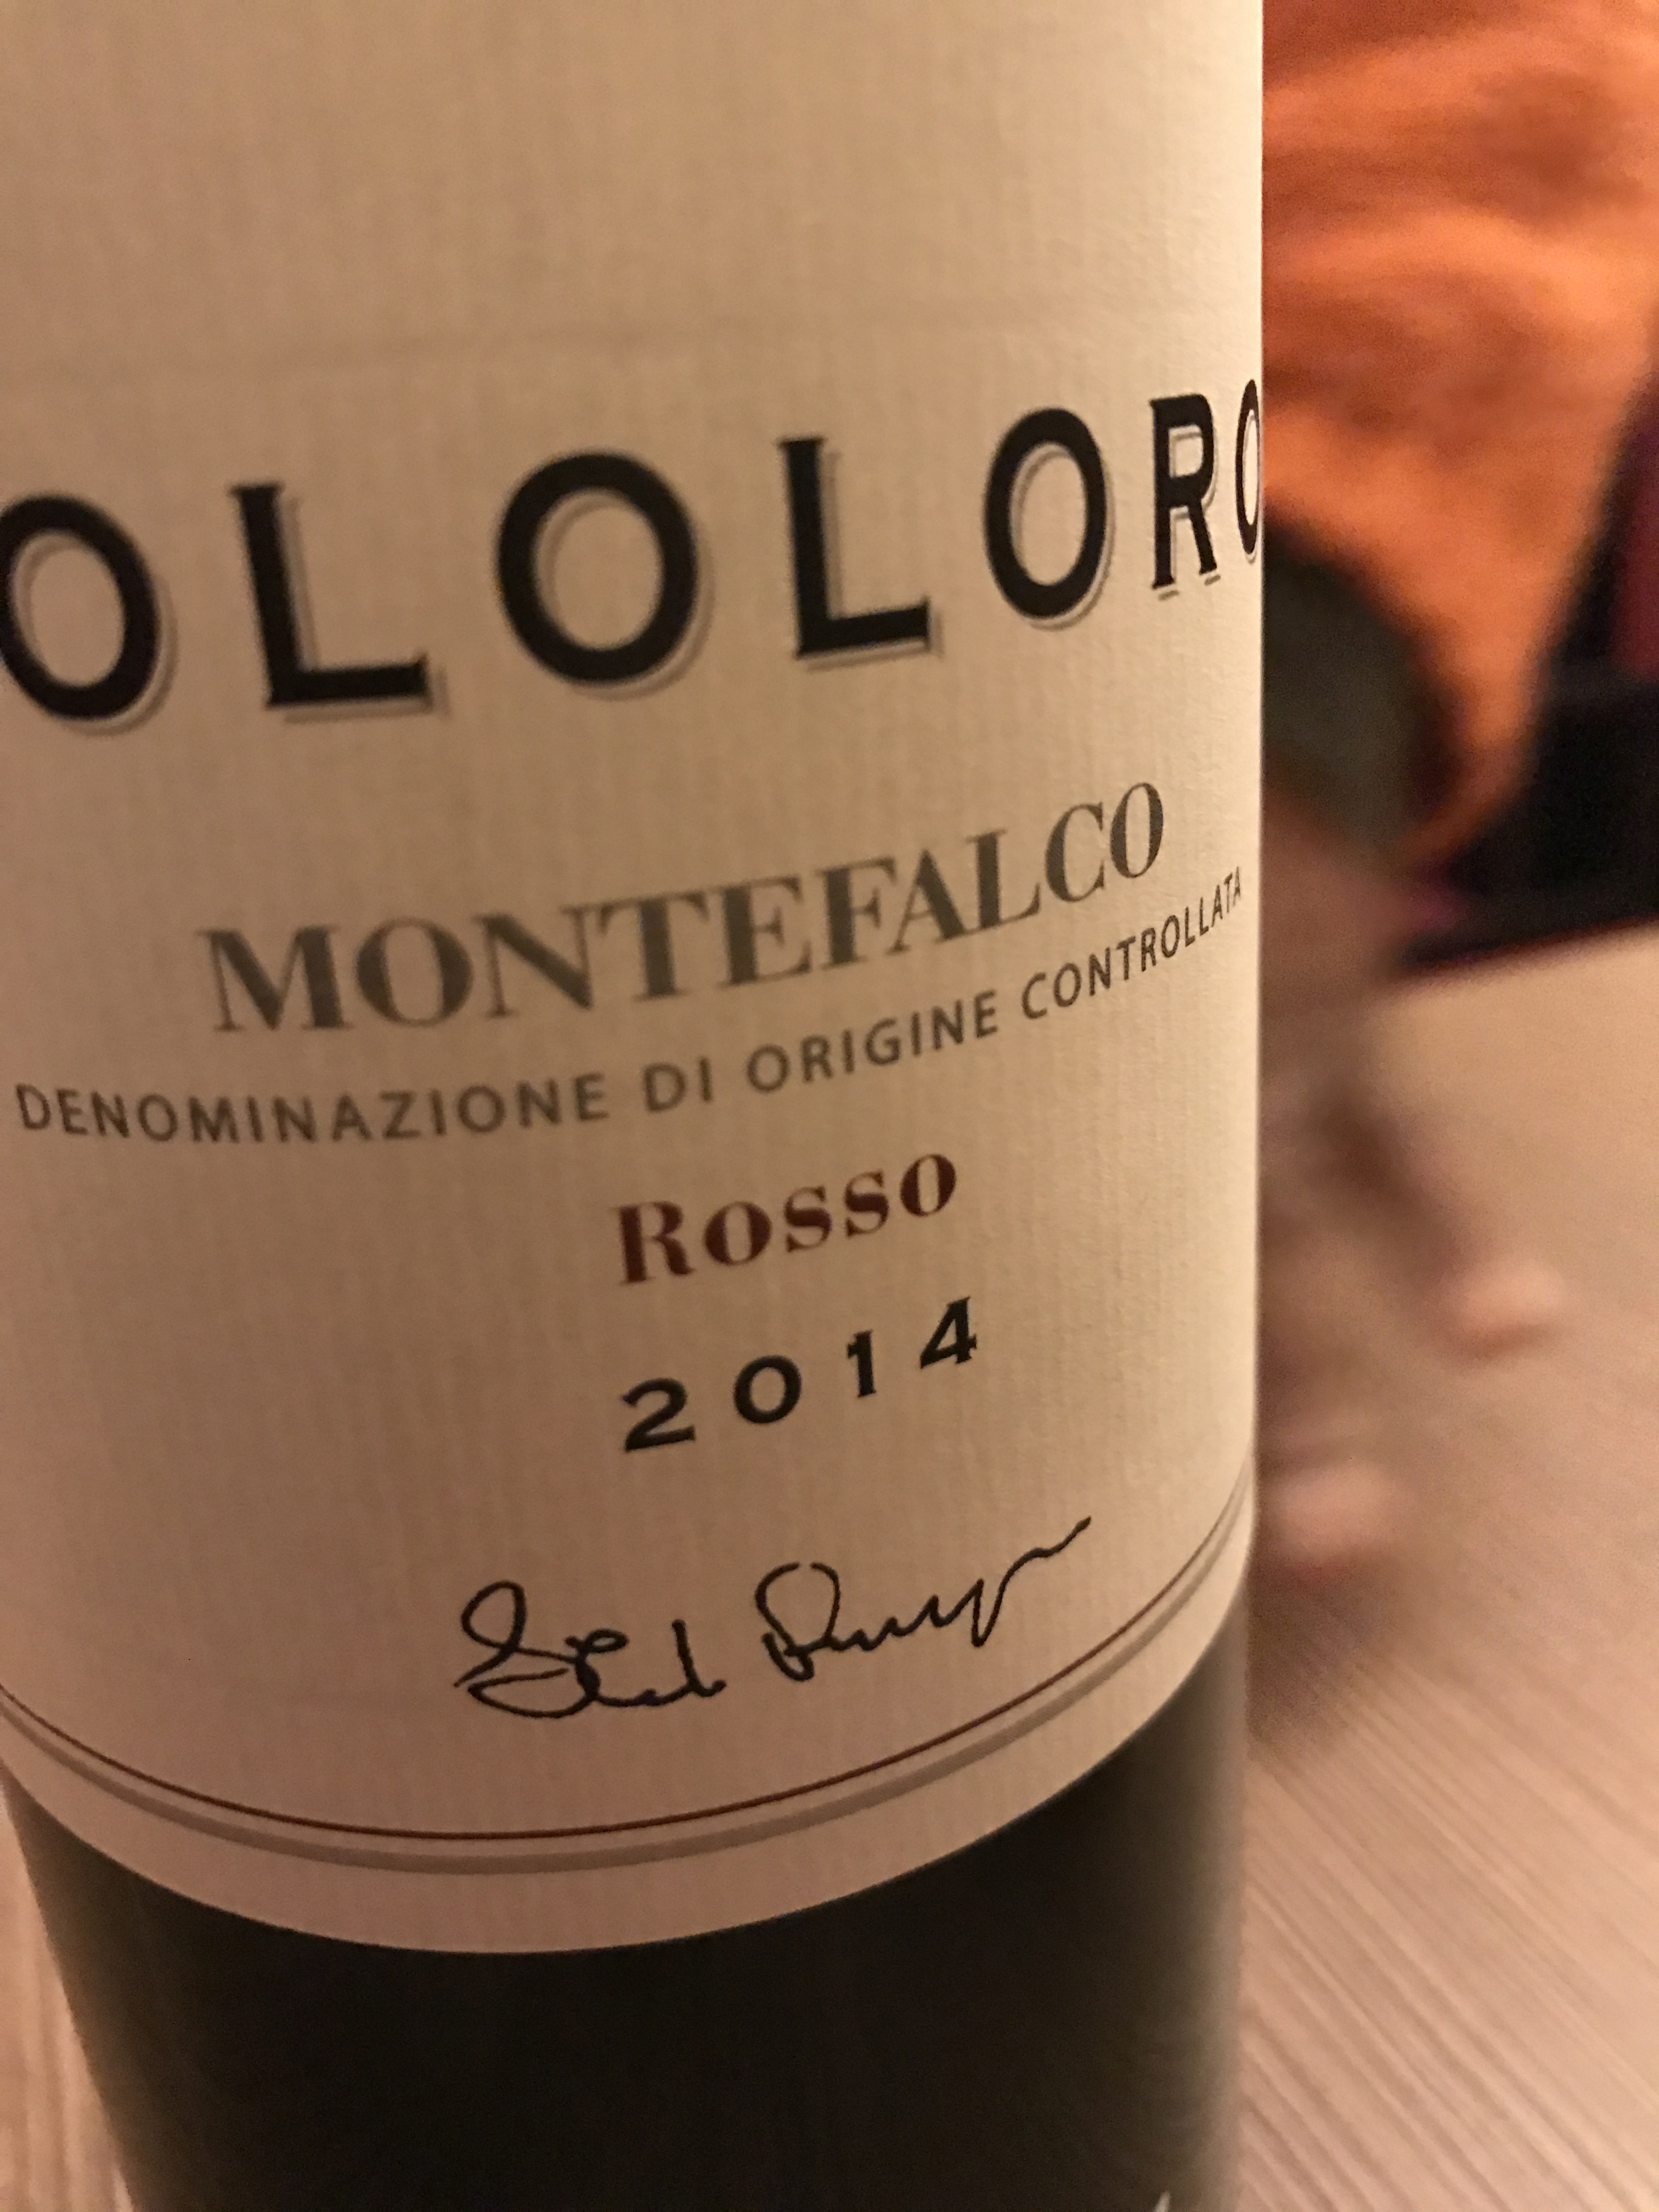 OLOLORO
MONTEFALCO
DENOMINAZIONE DI ORIGINE CONTROLLATA
ROSSO
2014